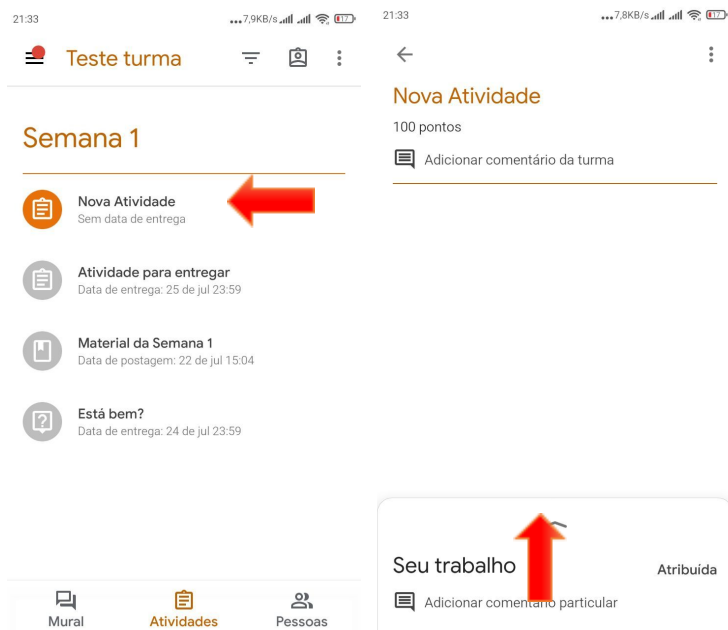 21:33
...7,9KB/s
17
Teste turma
Semana 1
Nova Atividade
Sem data de entrega
Atividade para entregar
Data de entrega: 25 de jul 23:59
Material da Semana 1
Data de postagem: 22 de jul 15:04
Está bem?
Data de entrega: 24 de jul 23:59
Mural
Atividades
Pessoas
21:33
...7,8KB/s
17
Nova Atividade
100 pontos
Adicionar comentário da turma
Seu trabalho
Atribuída
Adicionar comentário particular